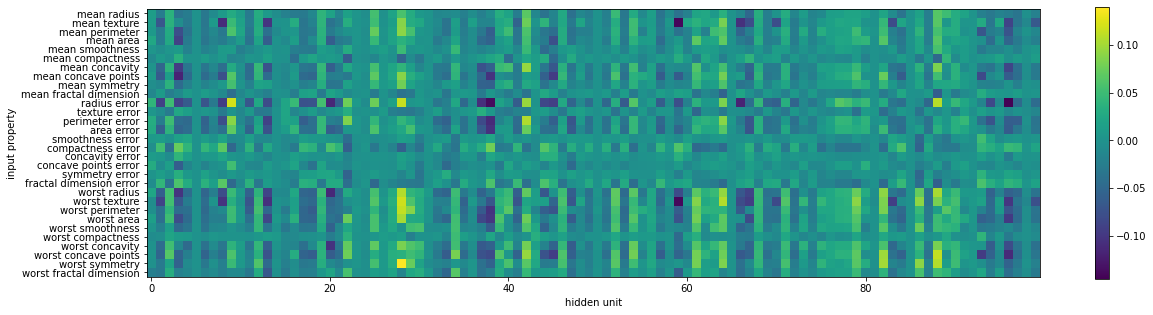 mean radius
mean texture
mean perimeter
mean area
mean smoothness
mean compactness
mean concavity
mean concave points
mean symmetry
mean fractal dimension
radius error
texture error
perimeter error
area error
smoothness error
compactness error
concavity error
concave points error
symmetry error
fractal dimension error
worst radius
worst texture
worst perimeter
worst area
worst smoothness
worst compactness
worst concavity
worst concave points
worst symmetry
worst fractal dimension
input property
0 20 40 60 80
hidden unit
0.10
0.05
0.00
−0.05
−0.10